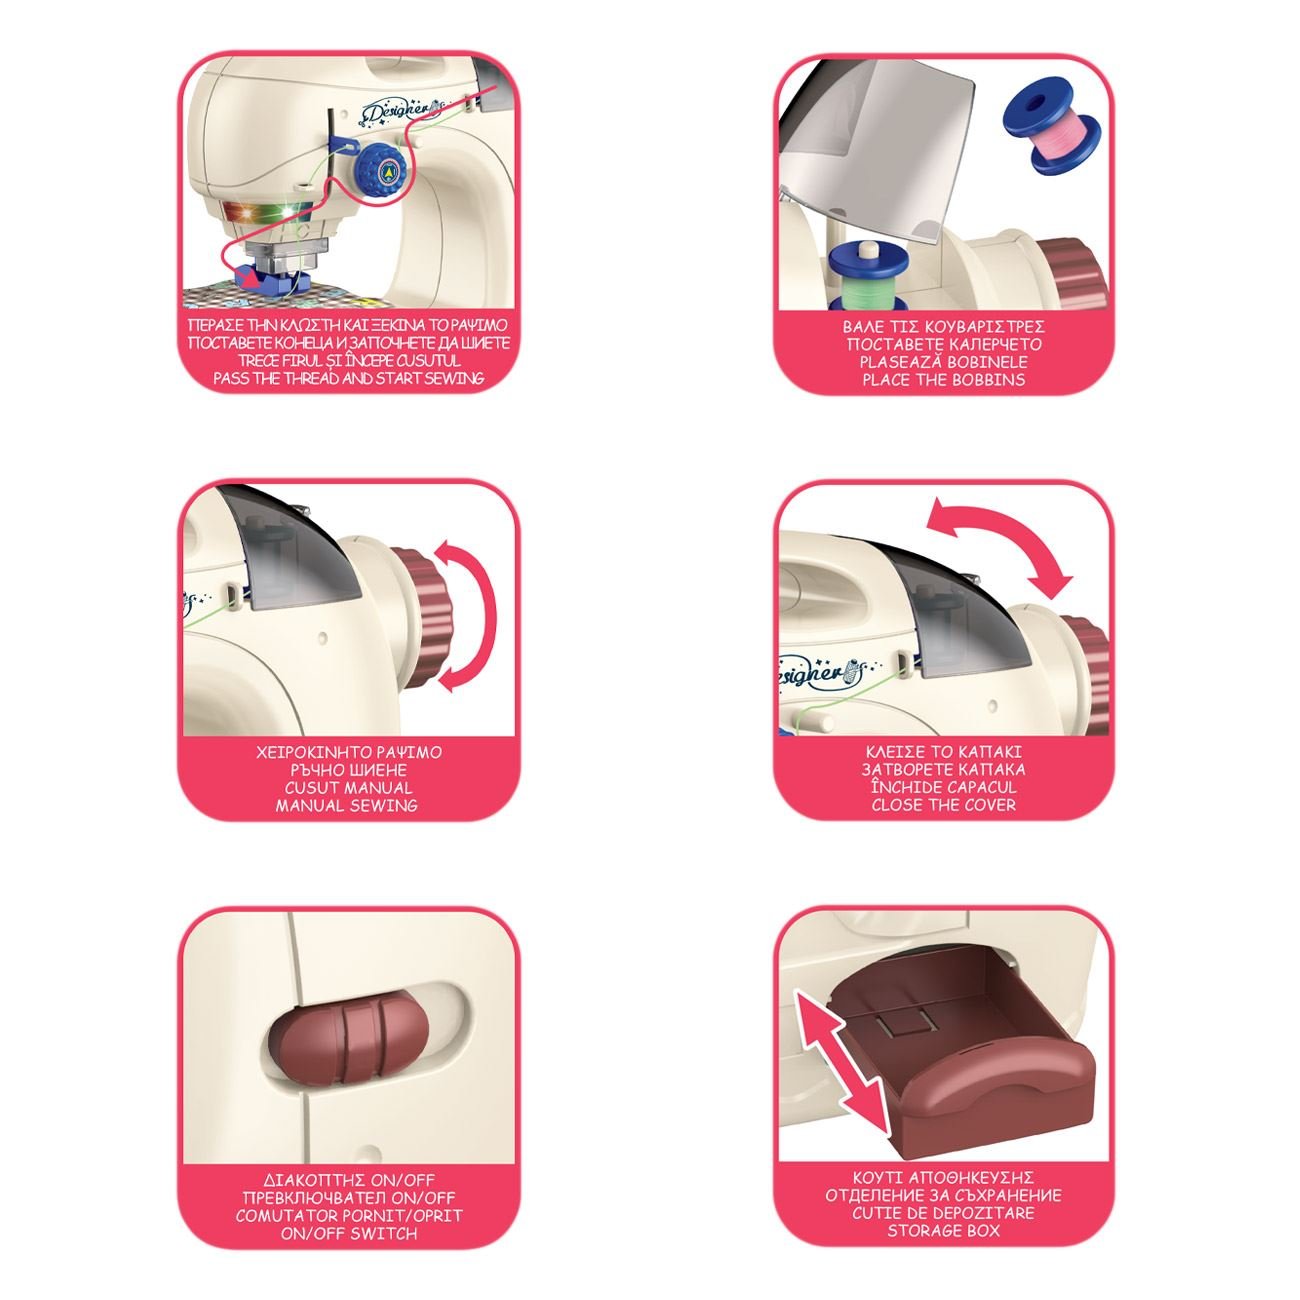 Designer
ΠΕΡΑΣΕ ΤΗΝ ΚΛΩΣΤΗ ΚΑΙ ΞΕΚΙΝΑ ΤΟ ΡΑΨΙΜΟ
ПОСТАВЕТЕ КОНЕЦА И ЗАПОЧНЕТЕ ДА ШИЕТЕ
TRECE FIRUL ȘI ÎNCEPE CUSUTUL
PASS THE THREAD AND START SEWING
ΒΑΛΕ ΤΙΣ ΚΟΥΒΑΡΙΣΤΡΕΣ
ПОСТАВЕТЕ КАЛЕРЧЕТО
PLASEAZĂ BOBINELE
PLACE THE BOBBINS
ΧΕΙΡΟΚΙΝΗΤΟ ΡΑΨΙΜΟ
РЪЧНО ШИЕНЕ
CUSUT MANUAL
MANUAL SEWING
esigner
ΚΛΕΙΣΕ ΤΟ ΚΑΠΑΚΙ
ЗАТВОРЕТЕ КАПАКА
ÎNCHIDE CAPACUL
CLOSE THE COVER
ΔΙΑΚΟΠΤΗΣ ON/OFF
ПРЕВКЛЮЧВАТЕЛ ON/OFF
COMUTATOR PORNIT/OPRIT
ON/OFF SWITCH
ΚΟΥΤΙ ΑΠΟΘΗΚΕΥΣΗΣ
ОТДЕЛЕНИЕ ЗА СЪХРАНЕНИЕ
CUTIE DE DEPOZITARE
STORAGE BOX